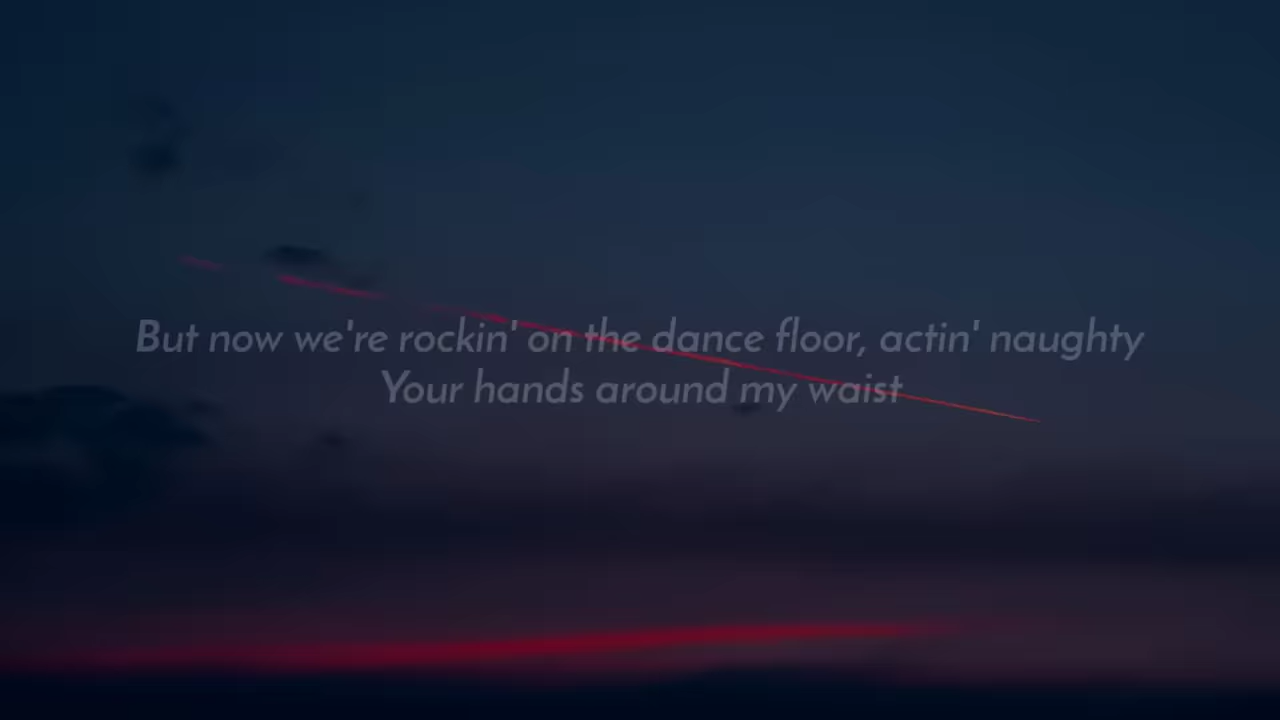 But now we're rockin' on the dance floor, actin' naughty
Your hands around my waist